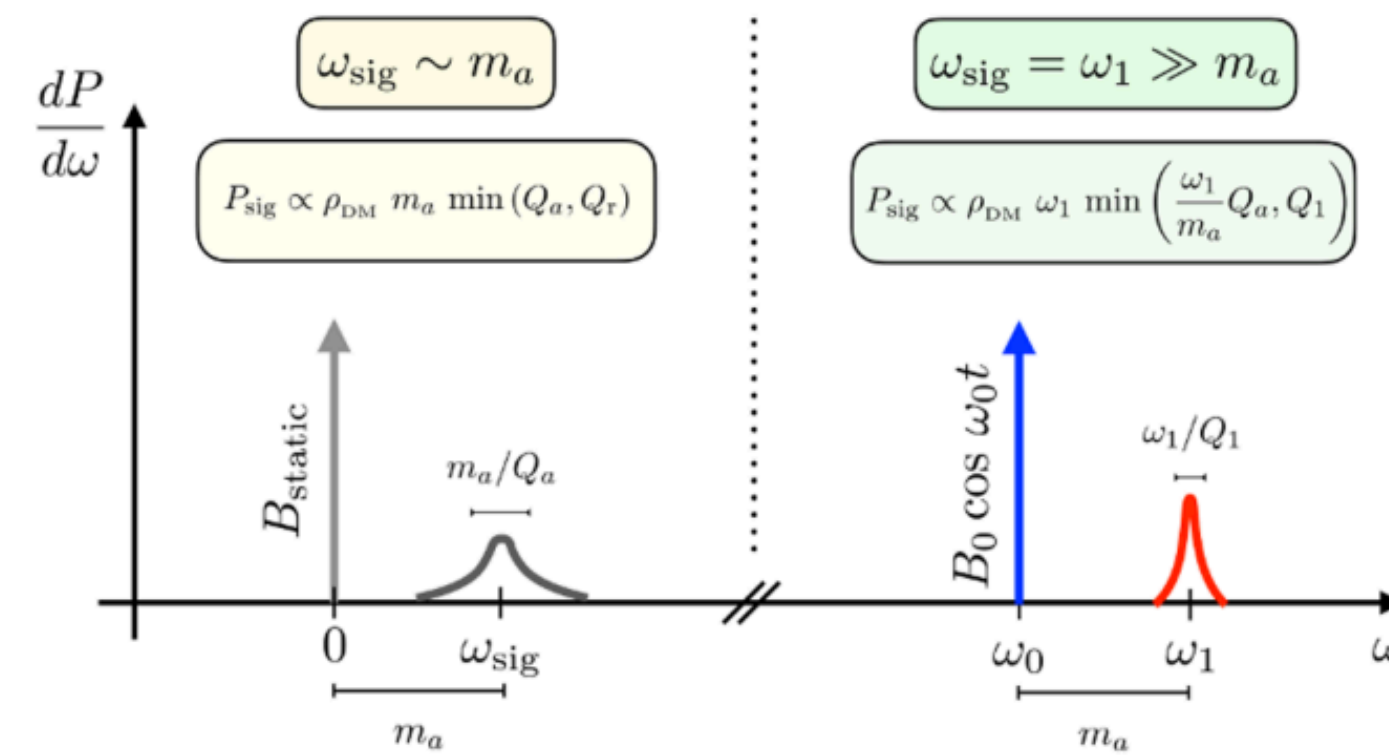 ω_sig ∼ m_a
ω_sig = ω_1 ≫ m_a
dP/dω
P_sig ∝ ρ_DM m_a min (Q_a, Q_r)
P_sig ∝ ρ_DM ω_1 min (ω_1/m_a Q_a, Q_1)
B_static
m_a/Q_a
B_0 cos ω_0 t
ω_1/Q_1
0
ω_sig
ω_0
ω_1
m_a
m_a